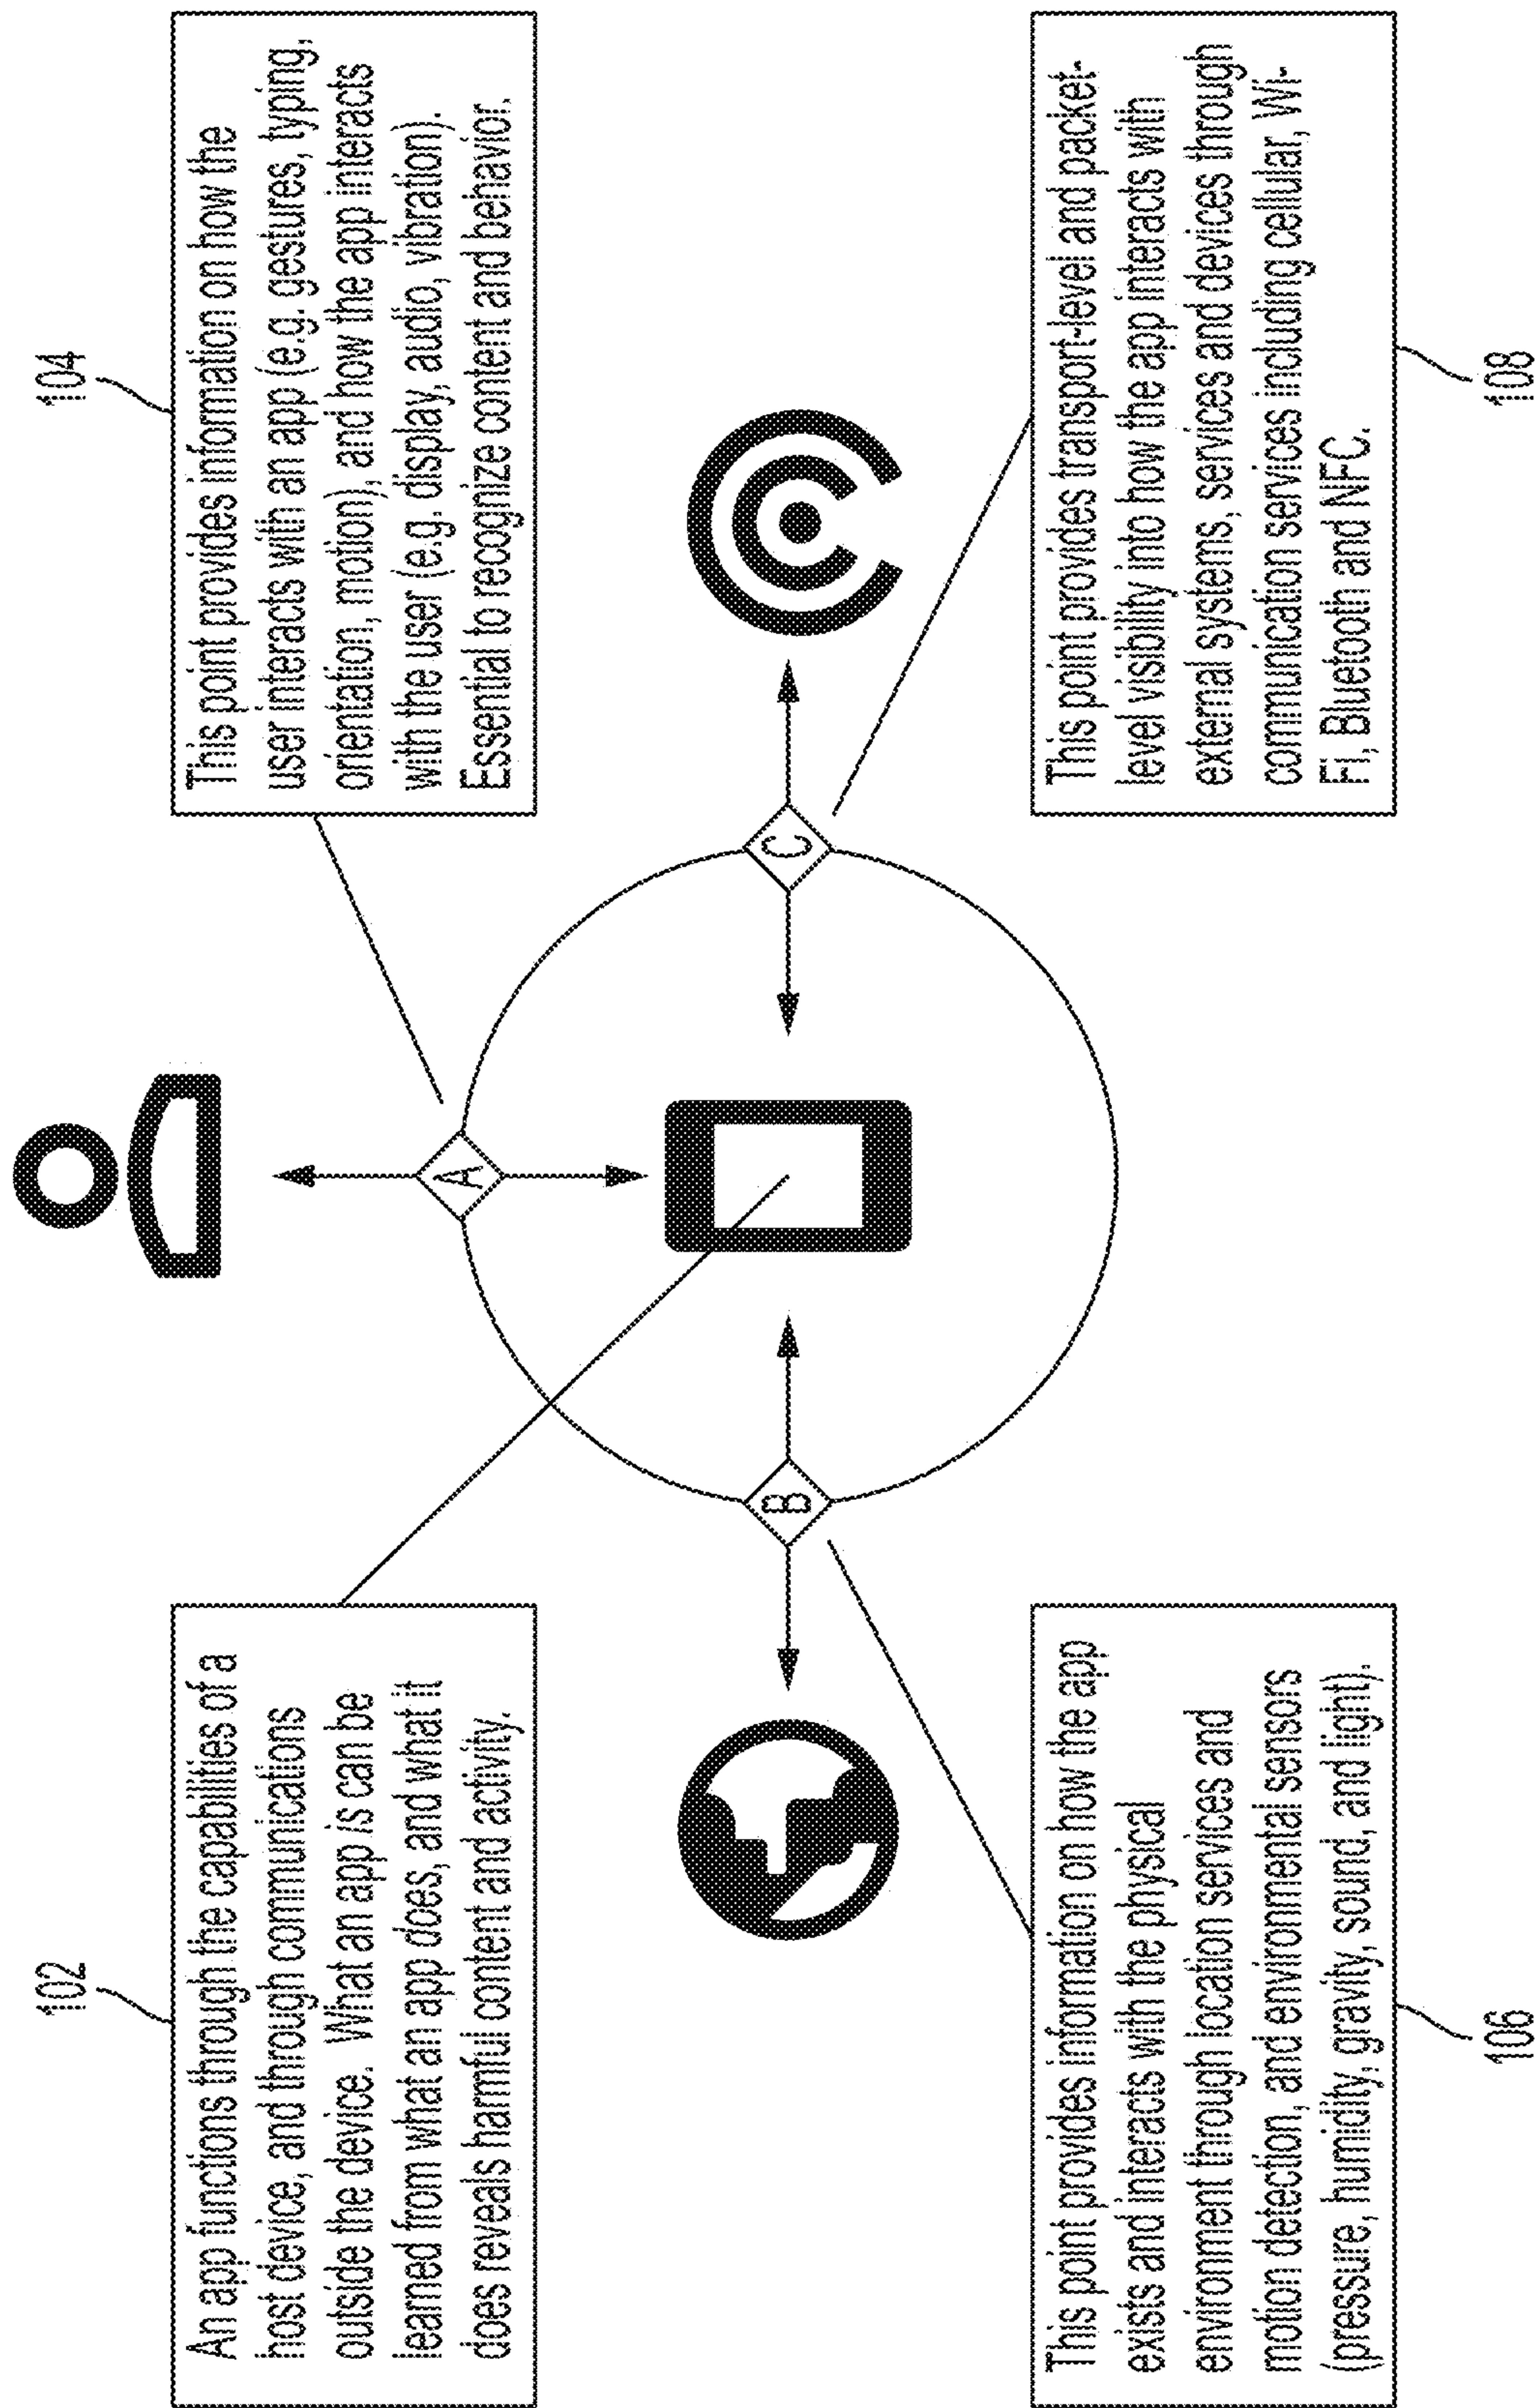 102
An app functions through the capabilities of a
host device, and through communications
outside the device. What an app is can be
learned from what an app does, and what it
does reveals harmful content and activity.
104
This point provides information on how the
user interacts with an app (e.g. gestures, typing,
orientation, motion), and how the app interacts
with the user (e.g. display, audio, vibration).
Essential to recognize content and behavior.
A
B
C
This point provides information on how the app
exists and interacts with the physical
environment through location services and
motion detection, and environmental sensors
(pressure, humidity, gravity, sound, and light).
106
This point provides transport-level and packet-
level visibility into how the app interacts with
external systems, services and devices through
communication services including cellular, Wi-
Fi, Bluetooth and NFC.
108